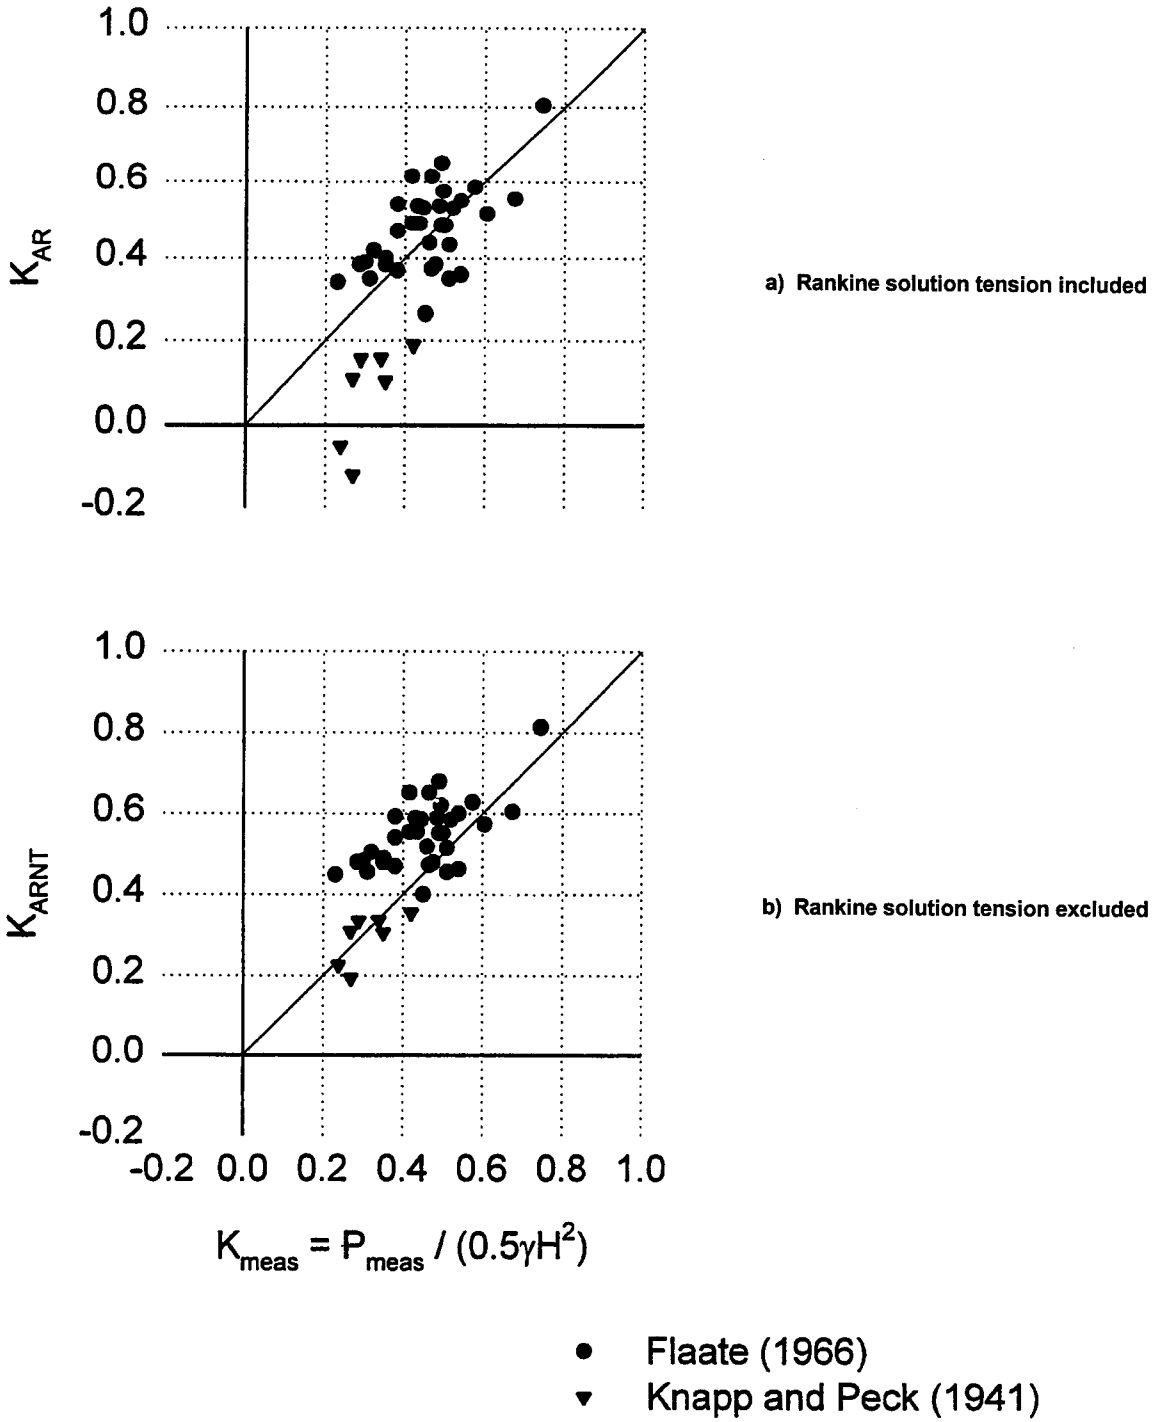 1.0
0.8
0.6
0.4
0.2
0.0
-0.2
K_AR
a) Rankine solution tension included
1.0
0.8
0.6
0.4
0.2
0.0
-0.2
K_ARNT
b) Rankine solution tension excluded
-0.2 0.0 0.2 0.4 0.6 0.8 1.0
K_meas = P_meas / (0.5γH²)
Flaate (1966)
Knapp and Peck (1941)